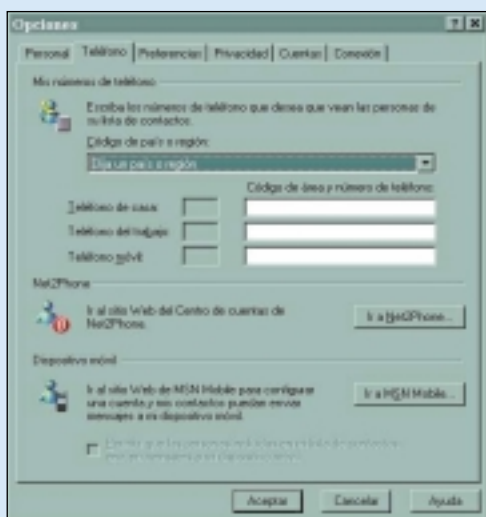 Opciones
Personal Teléfono Preferencias Privacidad Cuentas Conexión
Mis números de teléfono
Escriba los números de teléfono que desea que vean las personas de
su lista de contactos.
Código de país o región:
Elija un país o región
Código de área y número de teléfono:
Teléfono de casa:
Teléfono del trabajo:
Teléfono móvil:
Net2Phone
Ir al sitio Web del Centro de cuentas de
Net2Phone.
Ir a Net2Phone...
Dispositivo móvil
Ir al sitio Web de MSN Mobile para configurar
una cuenta y mis contactos puedan enviar
mensajes a mi dispositivo móvil.
Ir a MSN Mobile...
Aceptar Cancelar Ayuda